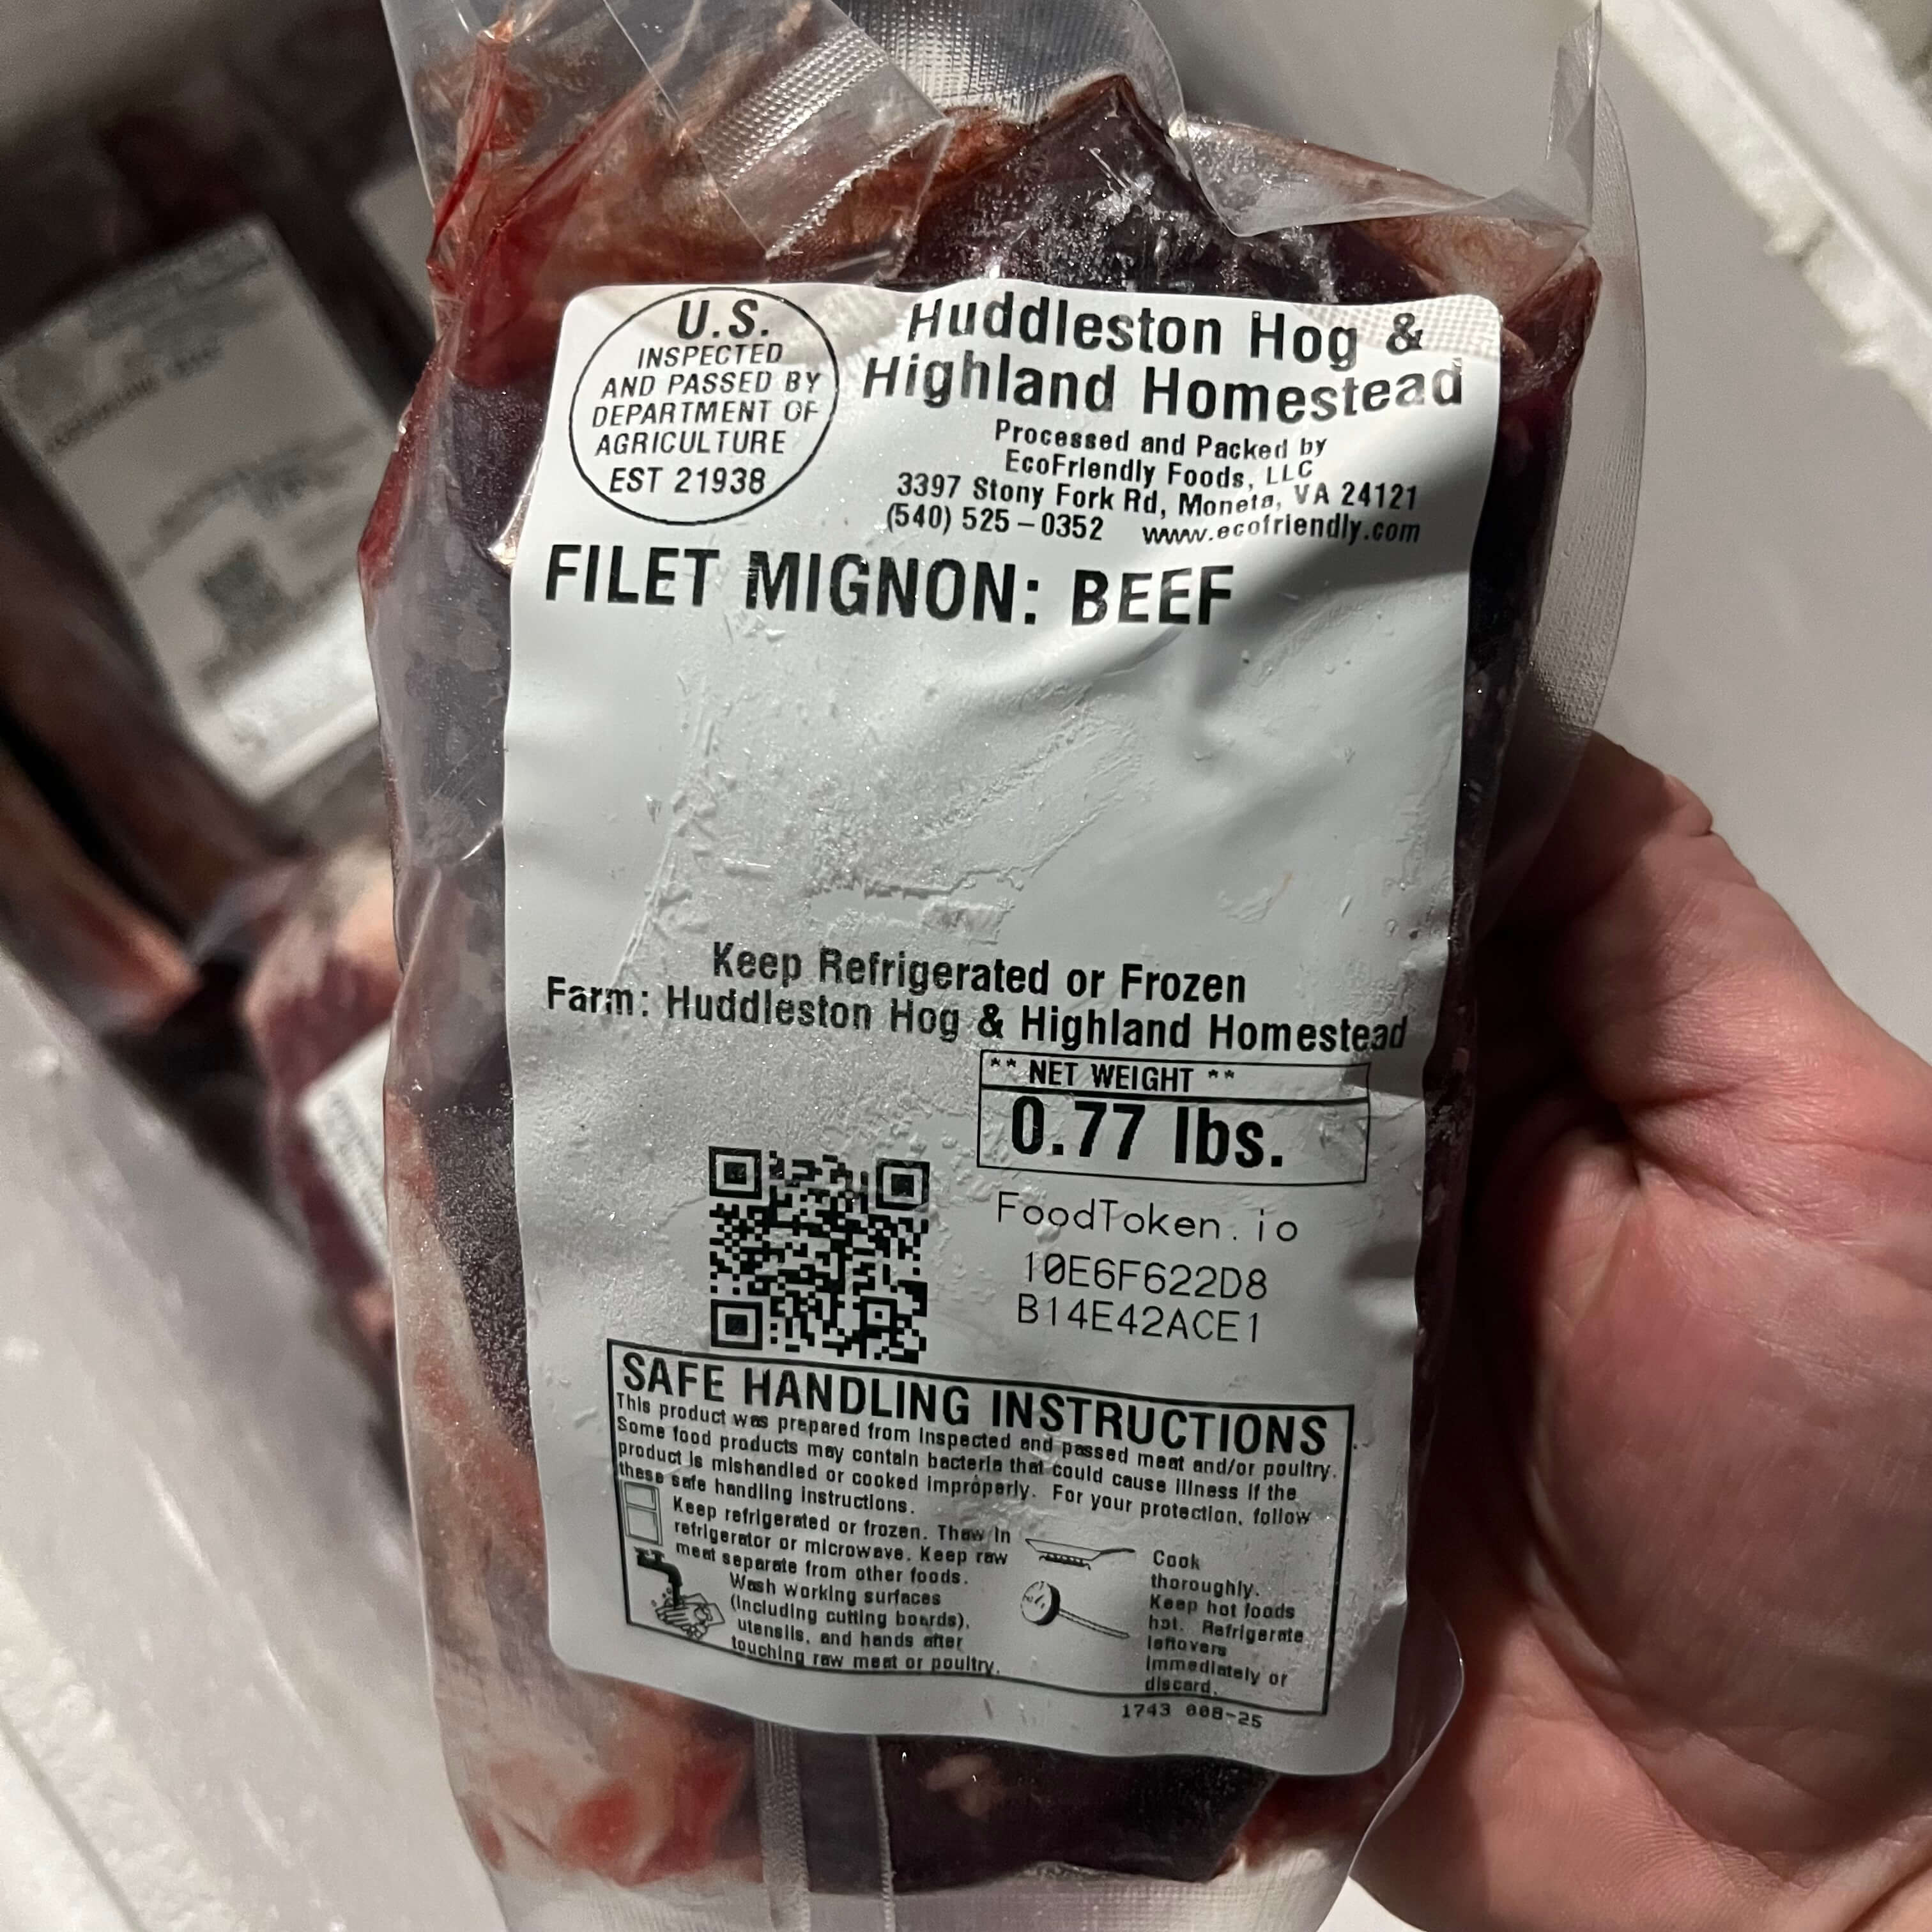 U.S.
INSPECTED
AND PASSED BY
DEPARTMENT OF
AGRICULTURE
EST 21938
Huddleston Hog &
Highland Homestead
Processed and Packed by
EcoFriendly Foods, LLC
3397 Stony Fork Rd, Moneta, VA 24121
(540) 525-0352 www.ecofriendly.com
FILET MIGNON: BEEF
Keep Refrigerated or Frozen
Farm: Huddleston Hog & Highland Homestead
** NET WEIGHT **
0.77 lbs.
FoodToken.io
10E6F622D8
B14E42ACE1
SAFE HANDLING INSTRUCTIONS
This product was prepared from inspected and passed meat and/or poultry.
Some food products may contain bacteria that could cause illness if the
product is mishandled or cooked improperly. For your protection, follow
these safe handling instructions.
Keep refrigerated or frozen. Thaw in
refrigerator or microwave. Keep raw
meat separate from other foods.
Wash working surfaces
(including cutting boards),
utensils, and hands after
touching raw meat or poultry.
Cook
thoroughly.
Keep hot foods
hot. Refrigerate
leftovers
immediately or
discard.
1743 008-25